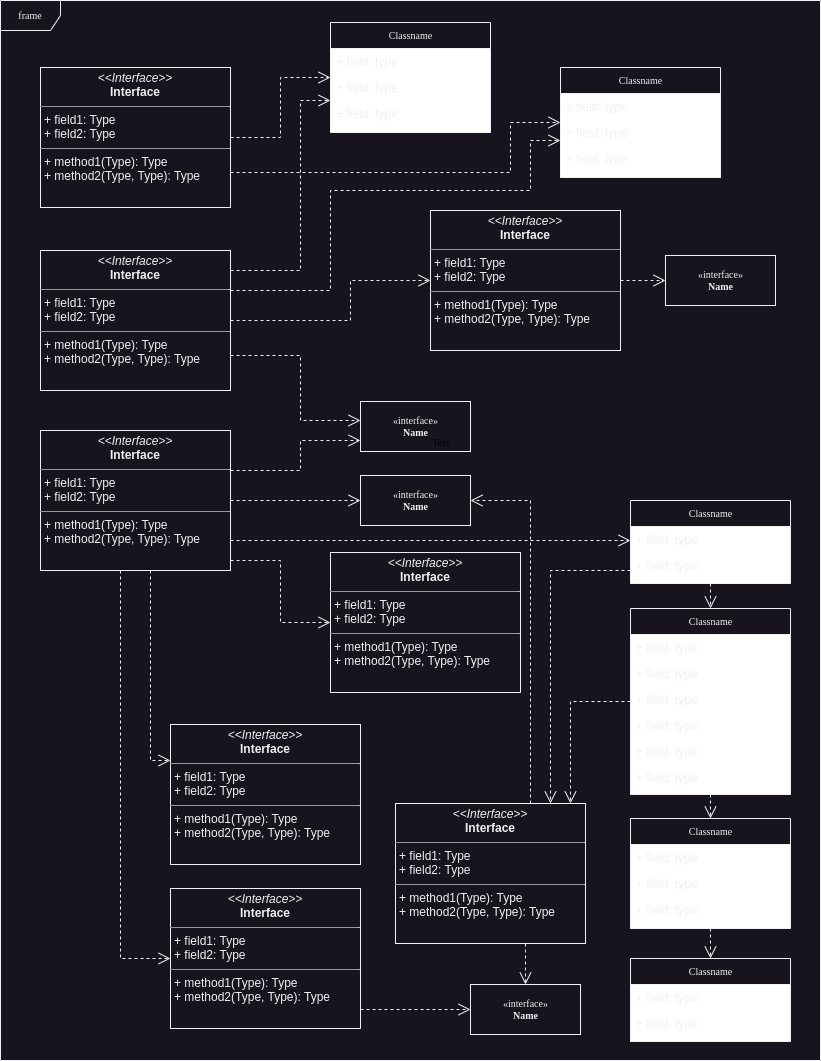 frame
Classname
+ field: type
+ field: type
+ field: type
<<Interface>>
Interface
+ field1: Type
+ field2: Type
+ method1(Type): Type
+ method2(Type, Type): Type
Classname
+ field: type
+ field: type
+ field: type
<<Interface>>
Interface
+ field1: Type
+ field2: Type
+ method1(Type): Type
+ method2(Type, Type): Type
<<Interface>>
Interface
+ field1: Type
+ field2: Type
+ method1(Type): Type
+ method2(Type, Type): Type
«interface»
Name
«interface»
Name
Text
<<Interface>>
Interface
+ field1: Type
+ field2: Type
+ method1(Type): Type
+ method2(Type, Type): Type
«interface»
Name
Classname
+ field: type
+ field: type
<<Interface>>
Interface
+ field1: Type
+ field2: Type
+ method1(Type): Type
+ method2(Type, Type): Type
Classname
+ field: type
+ field: type
+ field: type
+ field: type
+ field: type
+ field: type
<<Interface>>
Interface
+ field1: Type
+ field2: Type
+ method1(Type): Type
+ method2(Type, Type): Type
<<Interface>>
Interface
+ field1: Type
+ field2: Type
+ method1(Type): Type
+ method2(Type, Type): Type
Classname
+ field: type
+ field: type
+ field: type
<<Interface>>
Interface
+ field1: Type
+ field2: Type
+ method1(Type): Type
+ method2(Type, Type): Type
«interface»
Name
Classname
+ field: type
+ field: type